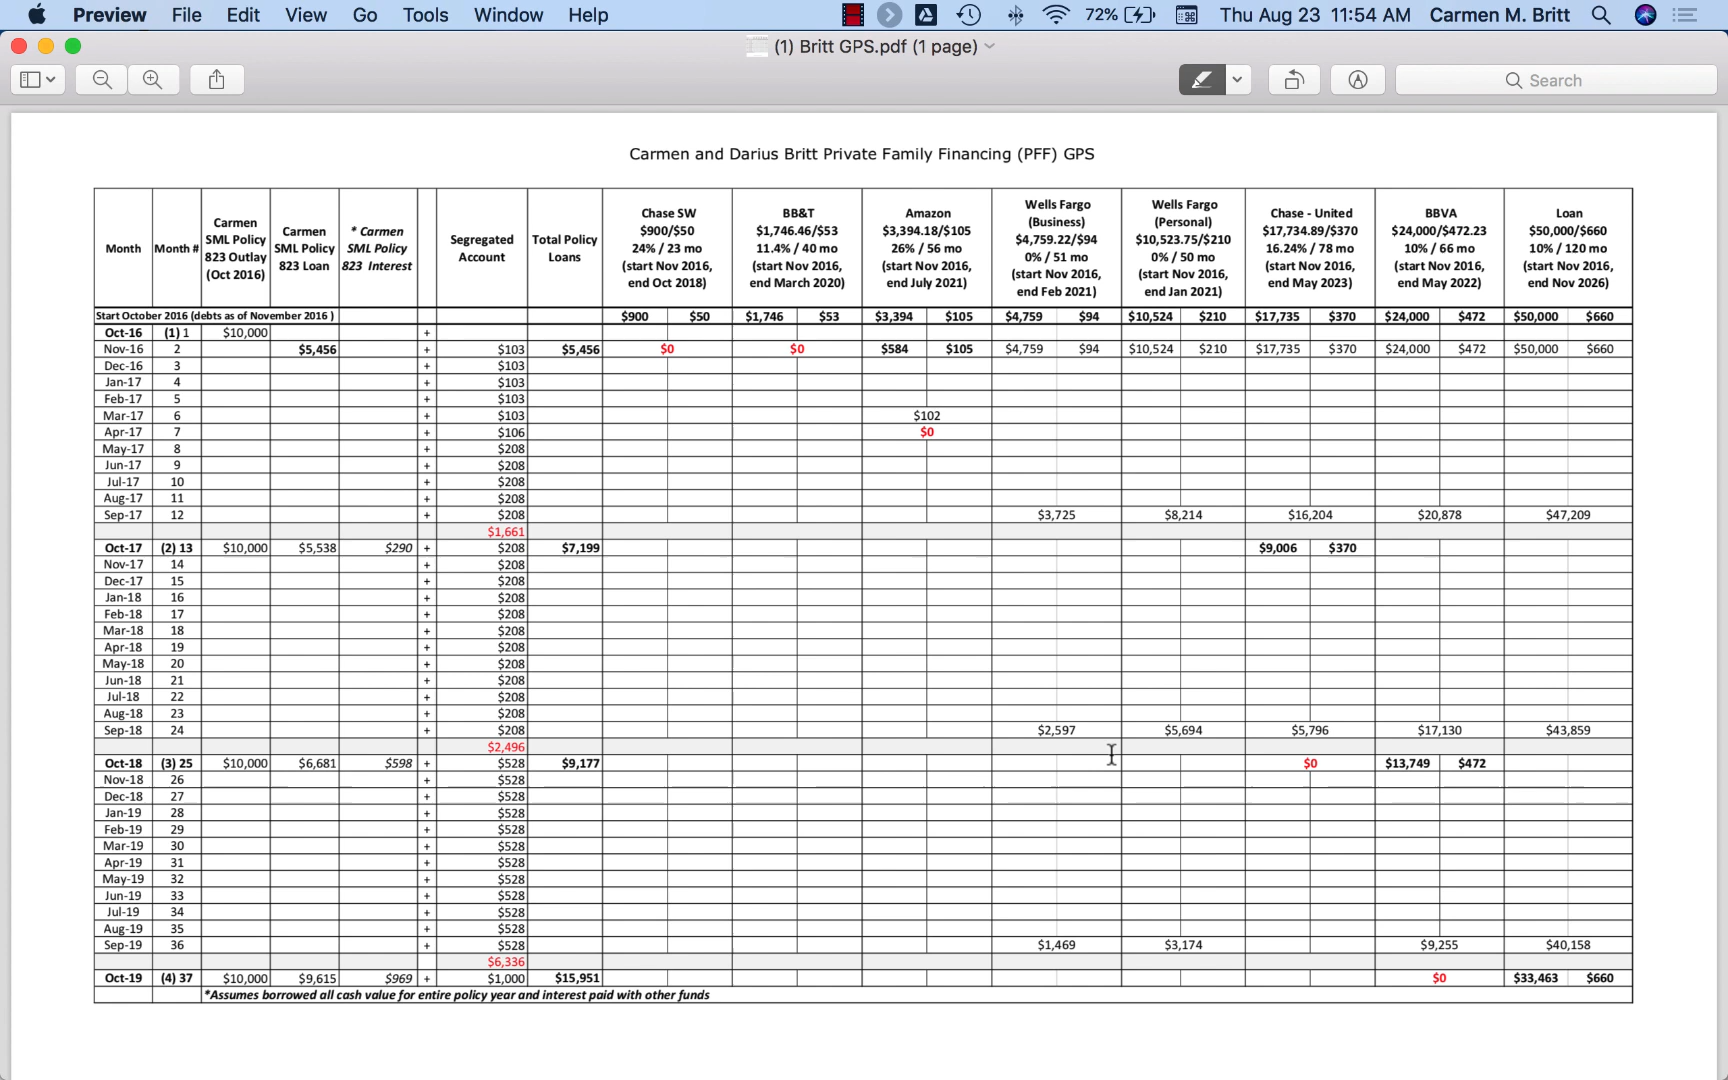 Preview File Edit View Go Tools Window Help 72% Thu Aug 23 11:54 AM Carmen M. Britt
(1) Britt GPS.pdf (1 page)
Search
Carmen and Darius Britt Private Family Financing (PFF) GPS
Month
Month #
Carmen
SML Policy
823 Outlay
(Oct 2016)
Carmen
SML Policy
823 Loan
* Carmen
SML Policy
823 Interest
Segregated
Account
Total Policy
Loans
Chase SW
$900/$50
24% / 23 mo
(start Nov 2016,
end Oct 2018)
BB&T
$1,746.46/$53
11.4% / 40 mo
(start Nov 2016,
end March 2020)
Amazon
$3,394.18/$105
26% / 56 mo
(start Nov 2016,
end July 2021)
Wells Fargo
(Business)
$4,759.22/$94
0% / 51 mo
(start Nov 2016,
end Feb 2021)
Wells Fargo
(Personal)
$10,523.75/$210
0% / 50 mo
(start Nov 2016,
end Jan 2021)
Chase - United
$17,734.89/$370
16.24% / 78 mo
(start Nov 2016,
end May 2023)
BBVA
$24,000/$472.23
10% / 66 mo
(start Nov 2016,
end May 2022)
Loan
$50,000/$660
10% / 120 mo
(start Nov 2016,
end Nov 2026)
Start October 2016 (debts as of November 2016 ) $900 $50 $1,746 $53 $3,394 $105 $4,759 $94 $10,524 $210 $17,735 $370 $24,000 $472 $50,000 $660
Oct-16 (1) 1 $10,000 +
Nov-16 2 $5,456 + $103 $5,456 $0 $0 $584 $105 $4,759 $94 $10,524 $210 $17,735 $370 $24,000 $472 $50,000 $660
Dec-16 3 + $103
Jan-17 4 + $103
Feb-17 5 + $103
Mar-17 6 + $103 $102
Apr-17 7 + $106 $0
May-17 8 + $208
Jun-17 9 + $208
Jul-17 10 + $208
Aug-17 11 + $208
Sep-17 12 + $208 $3,725 $8,214 $16,204 $20,878 $47,209
$1,661
Oct-17 (2) 13 $10,000 $5,538 $290 + $208 $7,199 $9,006 $370
Nov-17 14 + $208
Dec-17 15 + $208
Jan-18 16 + $208
Feb-18 17 + $208
Mar-18 18 + $208
Apr-18 19 + $208
May-18 20 + $208
Jun-18 21 + $208
Jul-18 22 + $208
Aug-18 23 + $208
Sep-18 24 + $208 $2,597 $5,694 $5,796 $17,130 $43,859
$2,496
Oct-18 (3) 25 $10,000 $6,681 $598 + $528 $9,177 $0 $13,749 $472
Nov-18 26 + $528
Dec-18 27 + $528
Jan-19 28 + $528
Feb-19 29 + $528
Mar-19 30 + $528
Apr-19 31 + $528
May-19 32 + $528
Jun-19 33 + $528
Jul-19 34 + $528
Aug-19 35 + $528
Sep-19 36 + $528 $1,469 $3,174 $9,255 $40,158
$6,336
Oct-19 (4) 37 $10,000 $9,615 $969 + $1,000 $15,951 $0 $33,463 $660
*Assumes borrowed all cash value for entire policy year and interest paid with other funds